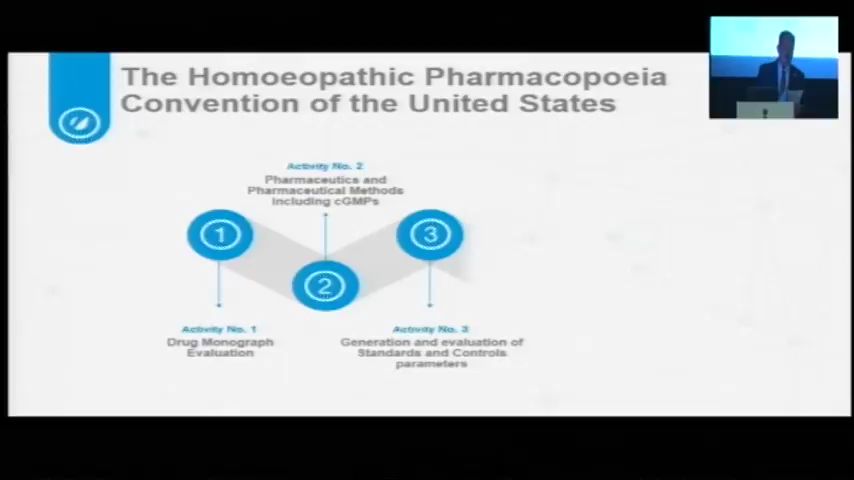 The Homoeopathic Pharmacopoeia
Convention of the United States
Activity No. 2
Pharmaceutics and
Pharmaceutical Methods
including cGMPs
1
3
2
Activity No. 1
Drug Monograph
Evaluation
Activity No. 3
Generation and evaluation of
Standards and Controls
parameters